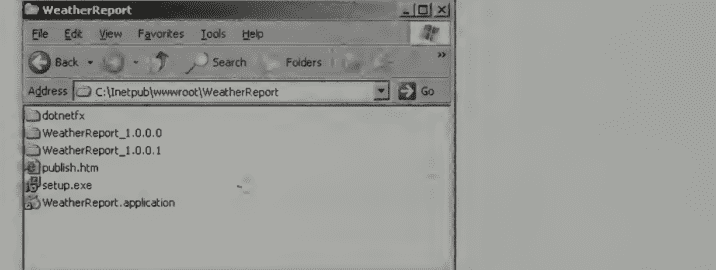 WeatherReport
File Edit View Favorites Tools Help
Back Search Folders »
Address C:\Inetpub\wwwroot\WeatherReport Go
dotnetfx
WeatherReport_1.0.0.0
WeatherReport_1.0.0.1
publish.htm
setup.exe
WeatherReport.application